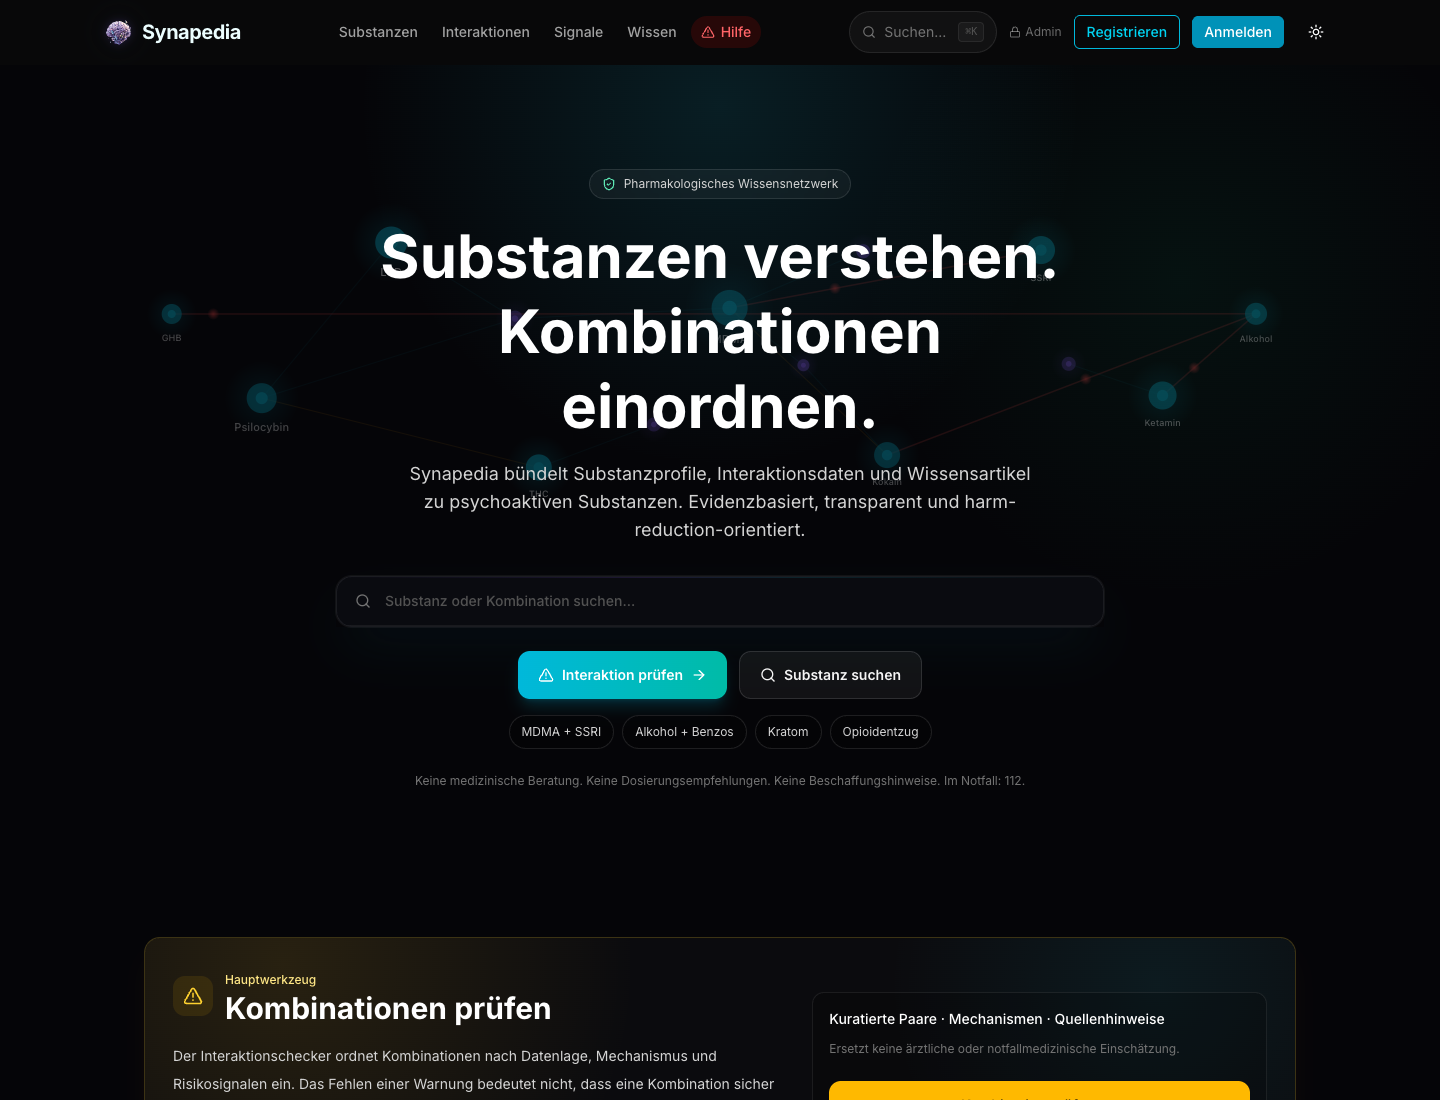 Synapedia
Substanzen
Interaktionen
Signale
Wissen
Hilfe
Suchen...
⌘K
Admin
Registrieren
Anmelden
Pharmakologisches Wissensnetzwerk
Substanzen verstehen.
Kombinationen
einordnen.
GHB
Psilocybin
THC
SSRI
Alkohol
Ketamin
Kokain
Synapedia bündelt Substanzprofile, Interaktionsdaten und Wissensartikel
zu psychoaktiven Substanzen. Evidenzbasiert, transparent und harm-
reduction-orientiert.
Substanz oder Kombination suchen...
Interaktion prüfen
Substanz suchen
MDMA + SSRI
Alkohol + Benzos
Kratom
Opioidentzug
Keine medizinische Beratung. Keine Dosierungsempfehlungen. Keine Beschaffungshinweise. Im Notfall: 112.
Hauptwerkzeug
Kombinationen prüfen
Der Interaktionschecker ordnet Kombinationen nach Datenlage, Mechanismus und
Risikosignalen ein. Das Fehlen einer Warnung bedeutet nicht, dass eine Kombination sicher
Kuratierte Paare · Mechanismen · Quellenhinweise
Ersetzt keine ärztliche oder notfallmedizinische Einschätzung.